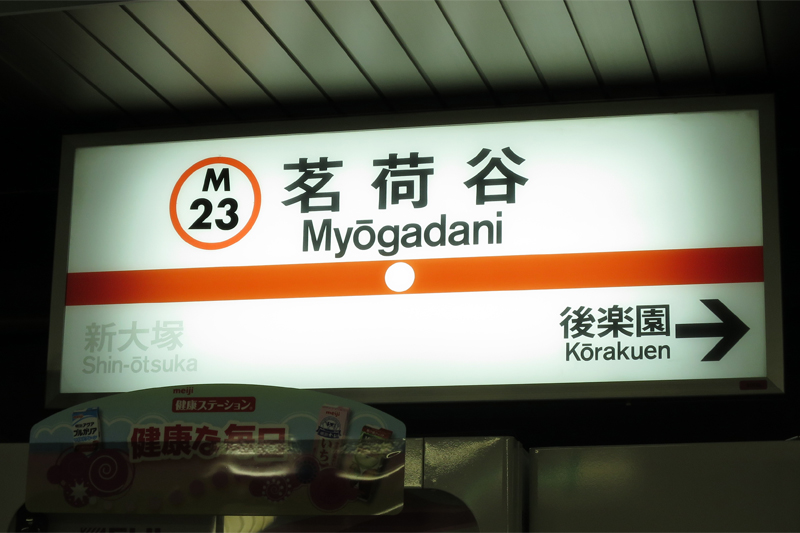 M
23
茗荷谷
Myōgadani
新大塚
Shin-ōtsuka
後楽園
Kōrakuen
meiji
健康ステーション
健康な毎日